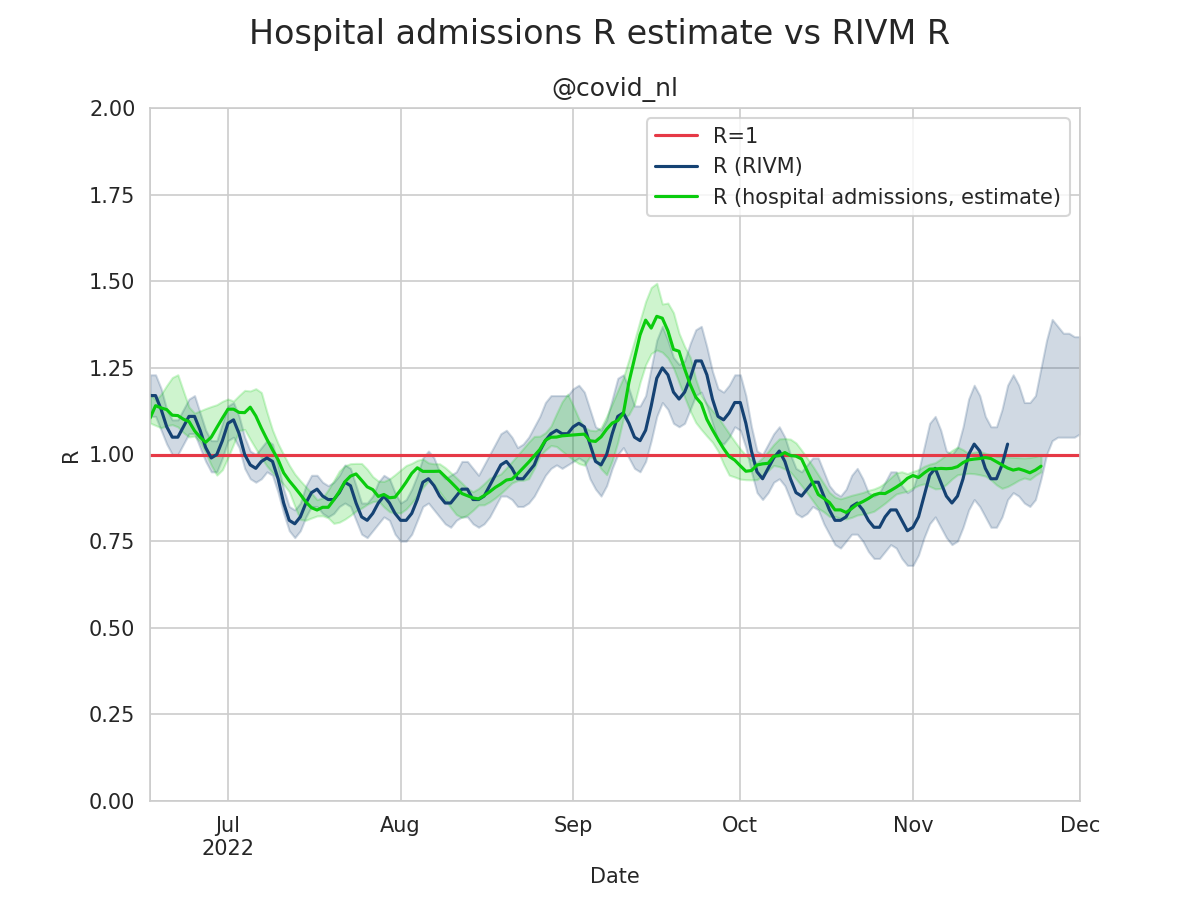 Hospital admissions R estimate vs RIVM R
@covid_nl
R=1
R (RIVM)
R (hospital admissions, estimate)
2.00
1.75
1.50
1.25
1.00
0.75
0.50
0.25
0.00
R
Jul
2022
Aug
Sep
Oct
Nov
Dec
Date